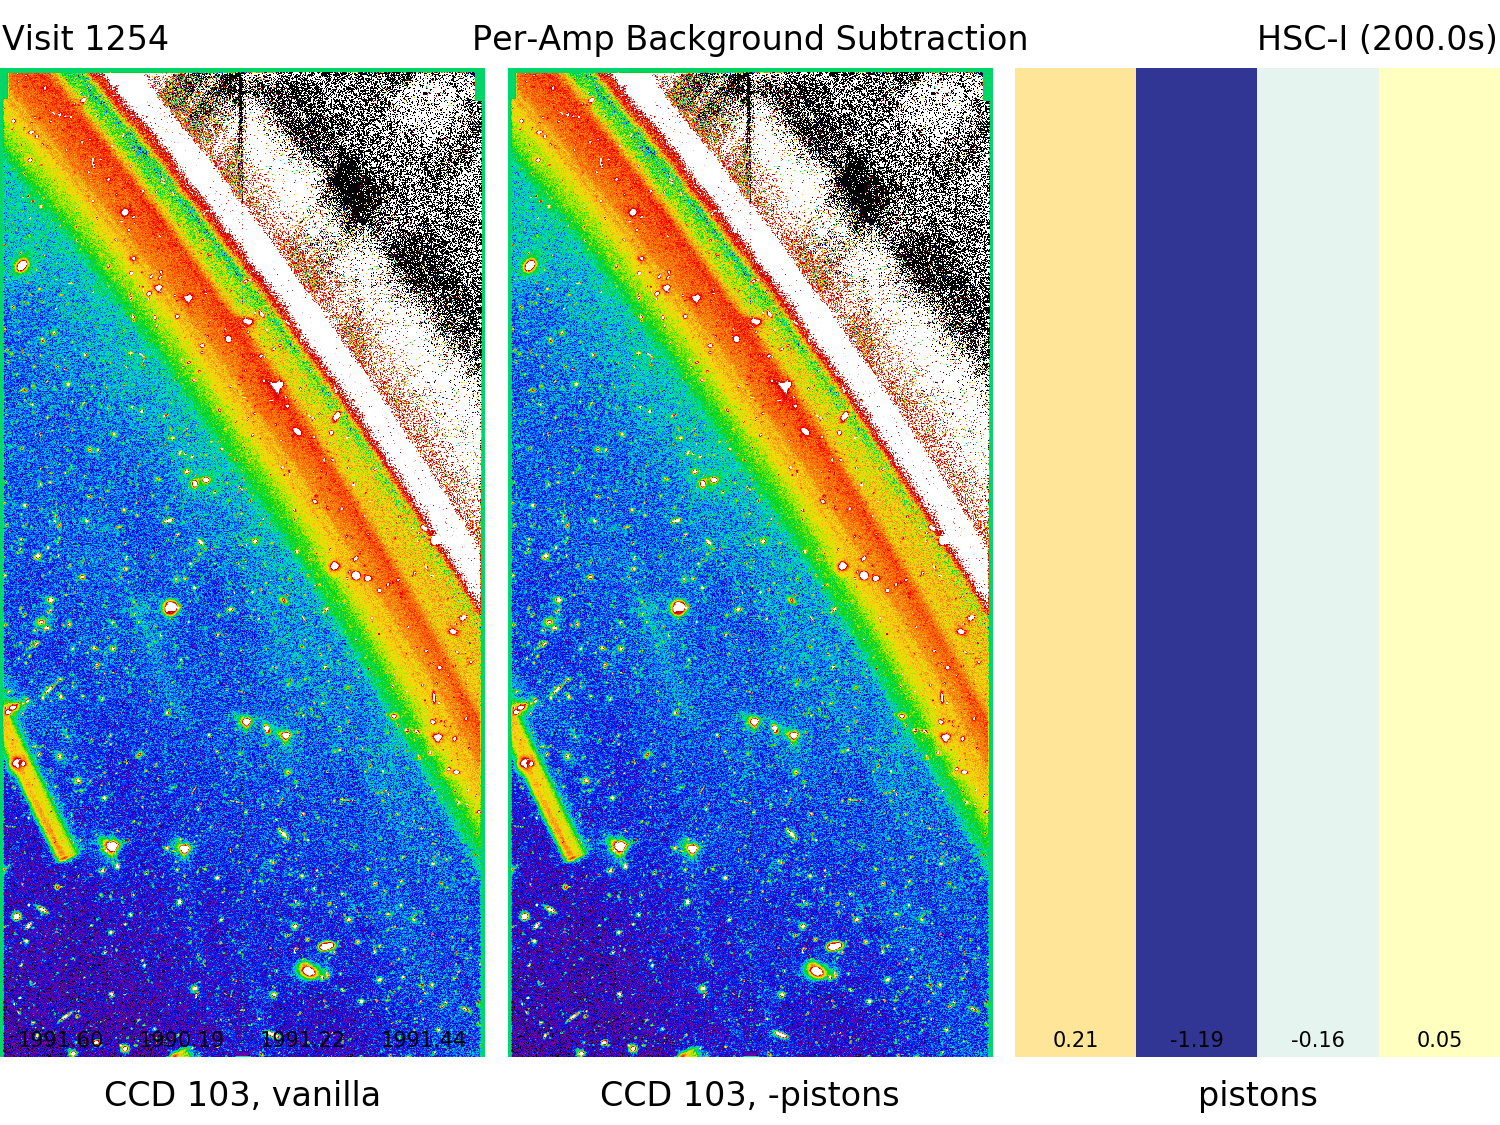 Visit 1254 Per-Amp Background Subtraction HSC-I (200.0s)
1991.60 1990.19 1991.22 1991.44 0.21 -1.19 -0.16 0.05
CCD 103, vanilla CCD 103, -pistons pistons